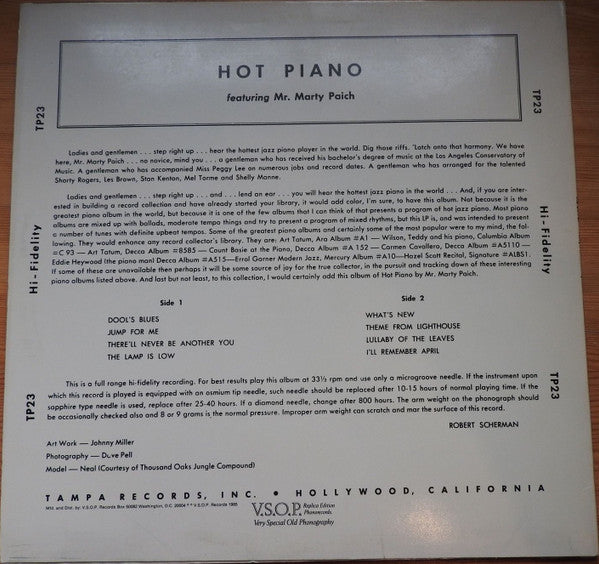 HOT PIANO
featuring Mr. Marty Paich
TP23
TP23
Ladies and gentlemen . . . step right up . . . hear the hottest jazz piano player in the world. Dig those riffs. 'Latch onto that harmony. We have
here, Mr. Marty Paich . . . no novice, mind you . . . a gentleman who has received his bachelor's degree of music at the Los Angeles Conservatory of
Music. A gentleman who has accompanied Miss Peggy Lee on numerous jobs and record dates. A gentleman who has arranged for the talented
Shorty Rogers, Les Brown, Stan Kenton, Mel Torme and Shelly Manne.
Ladies and gentlemen . . . step right up . . . and . . . lend an ear . . . you will hear the hottest jazz piano in the world . . . And, if you are inter-
ested in building a record collection and have already started your library, it would add color, I'm sure, to have this album. Not because it is the
greatest piano album in the world, but because it is one of the few albums that I can think of that presents a program of hot jazz piano. Most piano
albums are mixed up with ballads, moderate tempo things and try to present a program of mixed rhythms, but this LP is, and was intended to present
a number of tunes with definite upbeat tempos. Some of the greatest piano albums and certainly some of the most popular were to my mind, the fol-
lowing. They would enhance any record collector's library. They are: Art Tatum, Ara Album #A1 — Wilson, Teddy and his piano, Columbia Album
#C 93 — Art Tatum, Decca Album #8585 — Count Basie at the Piano, Decca Album #A 152 — Carmen Cavallero, Decca Album #A5110 —
Eddie Heywood (the piano man) Decca Album #A515—Errol Garner Modern Jazz, Mercury Album #A10—Hazel Scott Recital, Signature #ALBS1.
If some of these are unavailable then perhaps it will be some source of joy for the true collector, in the pursuit and tracking down of these interesting
piano albums listed above. And last but not least, to this collection, I would certainly add this album of Hot Piano by Mr. Marty Paich.
Hi-Fidelity
Hi-Fidelity
Side 1
DOOL'S BLUES
JUMP FOR ME
THERE'LL NEVER BE ANOTHER YOU
THE LAMP IS LOW
Side 2
WHAT'S NEW
THEME FROM LIGHTHOUSE
LULLABY OF THE LEAVES
I'LL REMEMBER APRIL
This is a full range hi-fidelity recording. For best results play this album at 33⅓ rpm and use only a microgroove needle. If the instrument upon
which this record is played is equipped with an osmium tip needle, such needle should be replaced after 10-15 hours of normal playing time. If the
sapphire type needle is used, replace after 25-40 hours. If a diamond needle, change after 800 hours. The arm weight on the phonograph should
be occasionally checked also and 8 or 9 grams is the normal pressure. Improper arm weight can scratch and mar the surface of this record.
ROBERT SCHERMAN
TP23
TP23
Art Work — Johnny Miller
Photography — Dave Pell
Model — Neal (Courtesy of Thousand Oaks Jungle Compound)
TAMPA RECORDS, INC. • HOLLYWOOD, CALIFORNIA
Mfd. and Dist. by: V.S.O.P. Records Box 50082 Washington, D.C. 20004 ℗ V.S.O.P. Records 1985
V.S.O.P. Replica Edition
Phonorecords.
Very Special Old Phonography